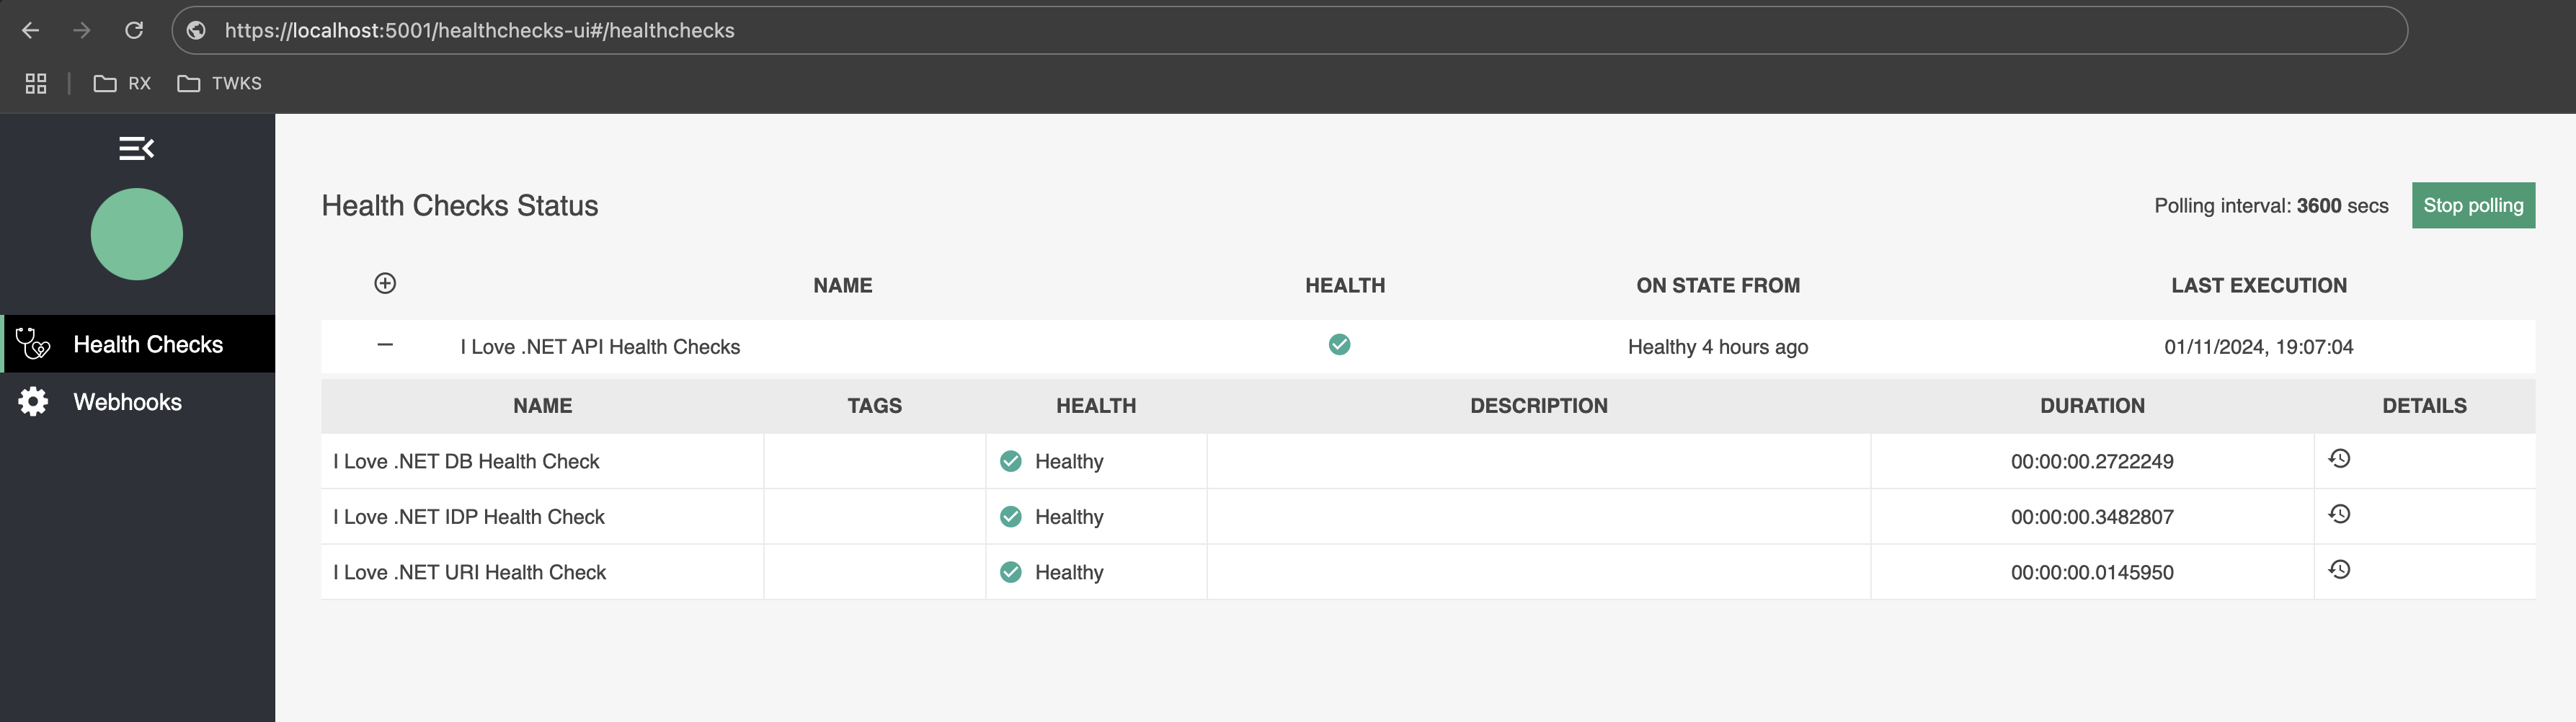 https://localhost:5001/healthchecks-ui#/healthchecks
RX TWKS
Health Checks
Webhooks
Health Checks Status
Polling interval: 3600 secs Stop polling
NAME HEALTH ON STATE FROM LAST EXECUTION
I Love .NET API Health Checks Healthy 4 hours ago 01/11/2024, 19:07:04
NAME TAGS HEALTH DESCRIPTION DURATION DETAILS
I Love .NET DB Health Check Healthy 00:00:00.2722249
I Love .NET IDP Health Check Healthy 00:00:00.3482807
I Love .NET URI Health Check Healthy 00:00:00.0145950